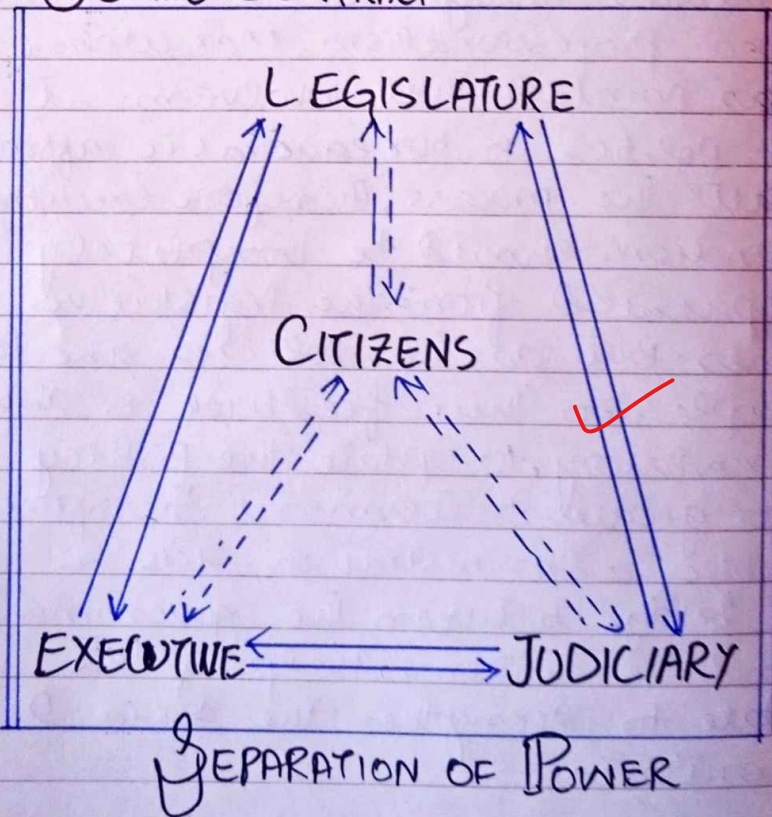 LEGISLATURE
CITIZENS
EXECUTIVE
JUDICIARY
SEPARATION OF POWER